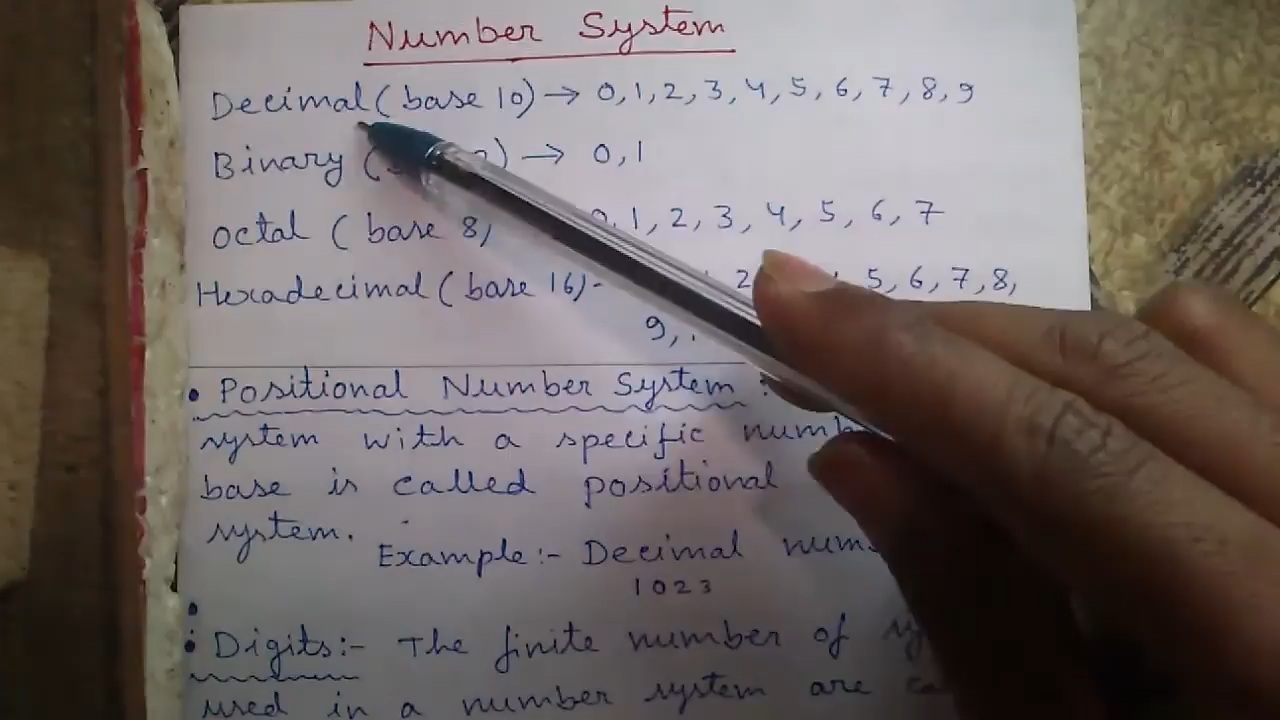 Number System
Decimal (base 10) → 0, 1, 2, 3, 4, 5, 6, 7, 8, 9
Binary ( ) → 0, 1
Octal ( base 8) 1, 2, 3, 4, 5, 6, 7
Hexadecimal ( base 16)- 2 5, 6, 7, 8,
9,
• Positional Number System :
system with a specific
base is called positional
system.
Example :- Decimal
1 0 2 3
• Digits :- The finite number of
used in a number system are